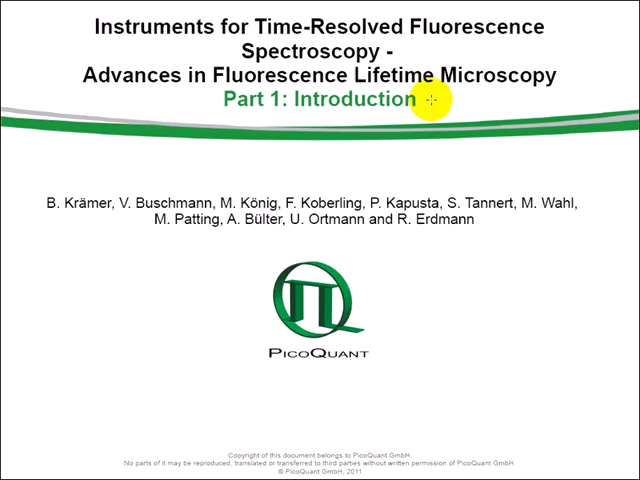 Instruments for Time-Resolved Fluorescence
Spectroscopy -
Advances in Fluorescence Lifetime Microscopy
Part 1: Introduction
B. Krämer, V. Buschmann, M. König, F. Koberling, P. Kapusta, S. Tannert, M. Wahl,
M. Patting, A. Bülter, U. Ortmann and R. Erdmann
PICOQUANT
Copyright of this document belongs to PicoQuant GmbH.
No parts of it may be reproduced, translated or transferred to third parties without written permission of PicoQuant GmbH.
© PicoQuant GmbH, 2011